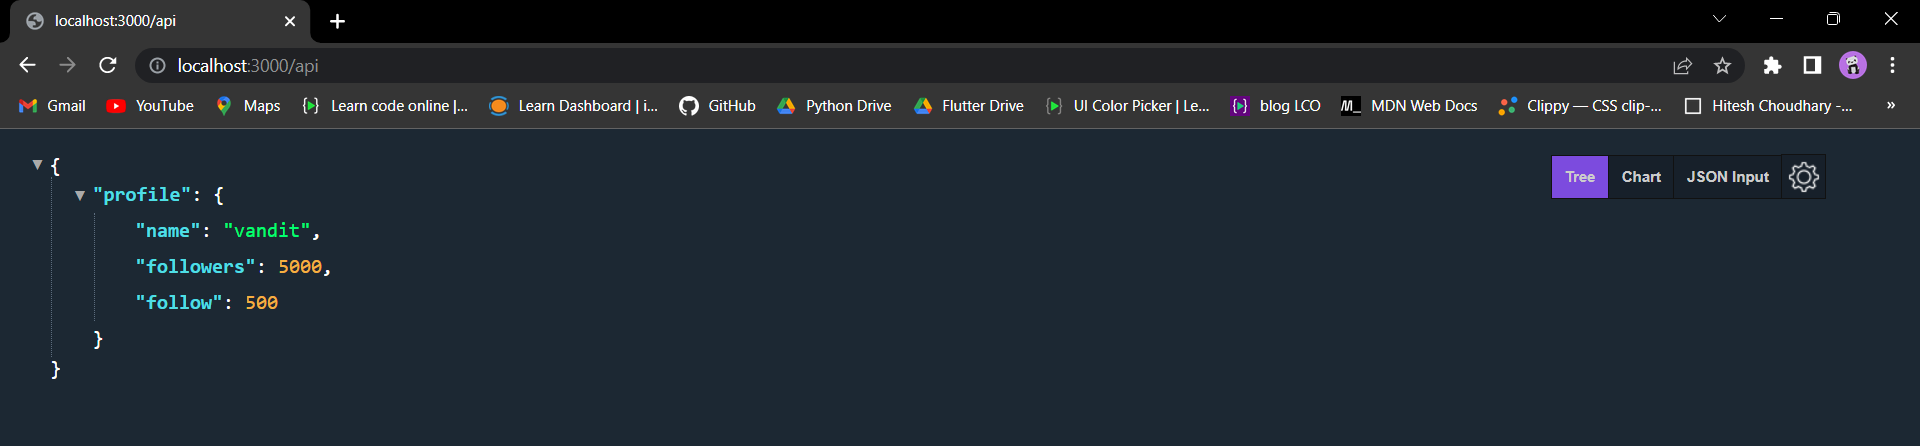 localhost:3000/api
localhost:3000/api
Gmail YouTube Maps Learn code online |... Learn Dashboard | i... GitHub Python Drive Flutter Drive UI Color Picker | Le... blog LCO MDN Web Docs Clippy — CSS clip-... Hitesh Choudhary -... »
{
"profile": {
"name": "vandit",
"followers": 5000,
"follow": 500
}
}
Tree Chart JSON Input